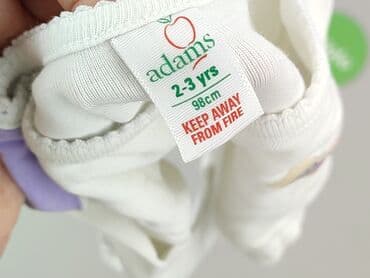 adams
2-3 yrs
98cm
KEEP AWAY
FROM FIRE